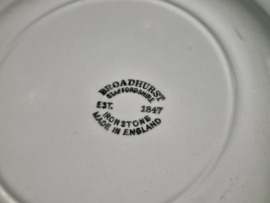 BROADHURST
STAFFORDSHIRE
EST. 1847
IRONSTONE
MADE IN ENGLAND